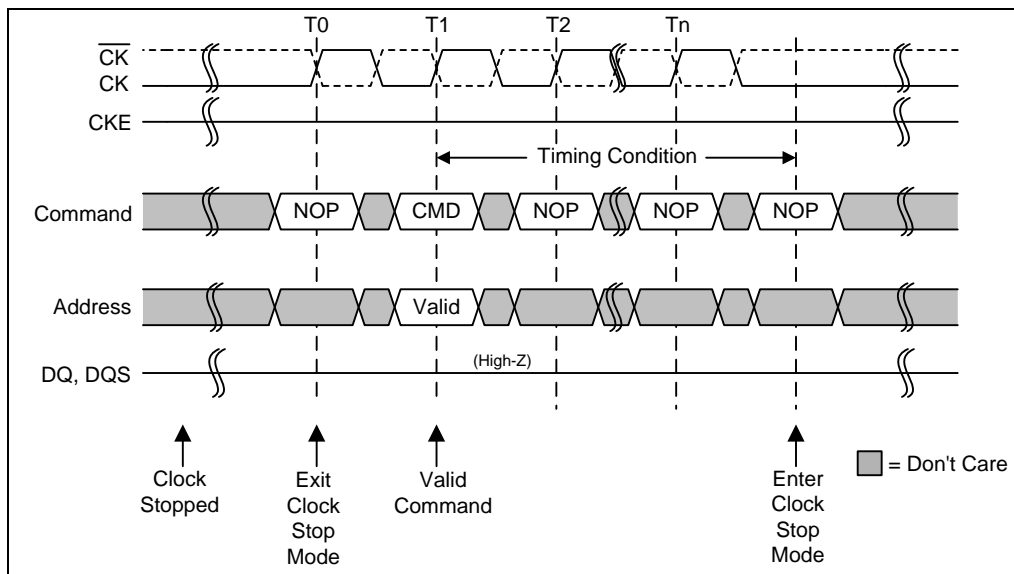 T0 T1 T2 Tn
CK
CK
CKE
Timing Condition
Command NOP CMD NOP NOP NOP
Address Valid
(High-Z)
DQ, DQS
Clock
Stopped
Exit
Clock
Stop
Mode
Valid
Command
Enter
Clock
Stop
Mode
= Don't Care